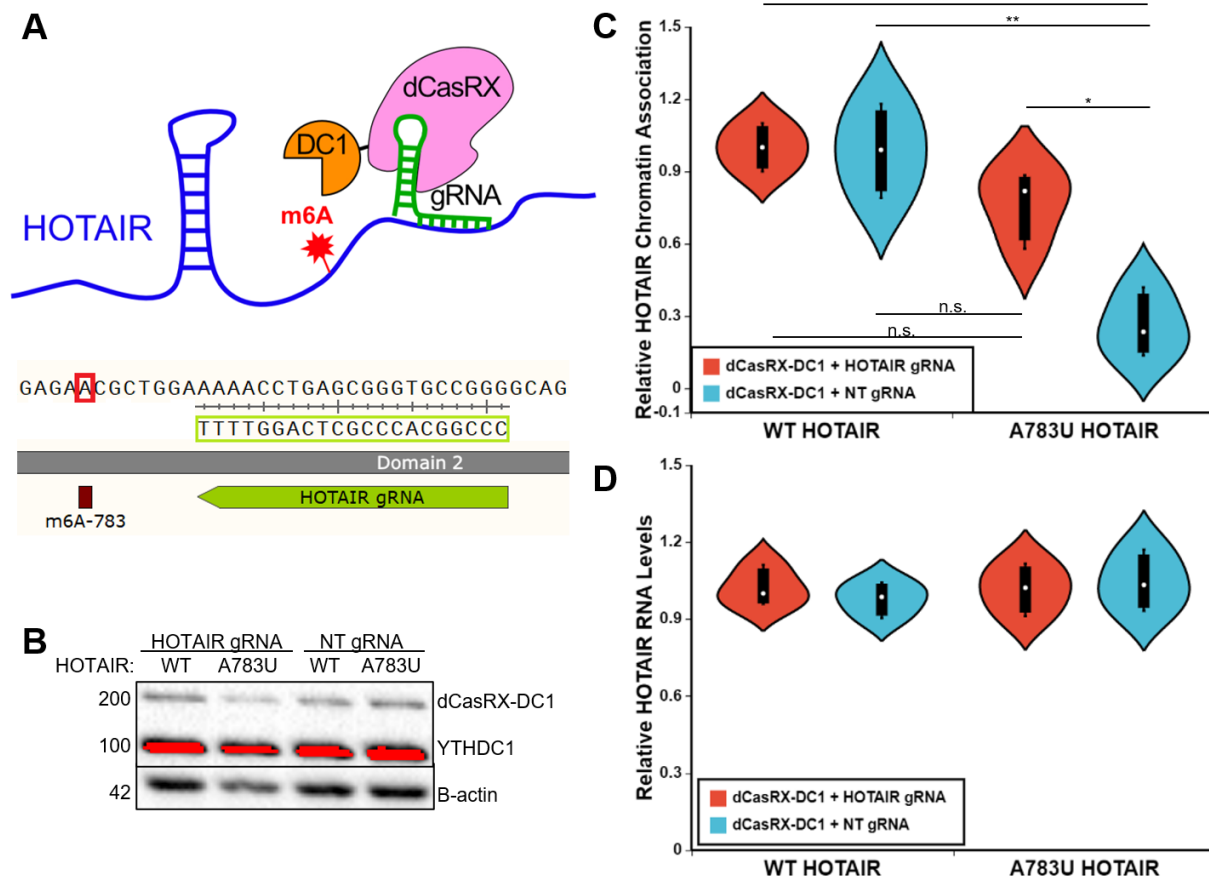 A
dCasRX
DC1
gRNA
m6A
HOTAIR
GAGAACGCTGGAAAAACCTGAGCGGGTGCCGGGGCAG
TTTTGGACTCGCCCACGGCCC
Domain 2
HOTAIR gRNA
m6A-783
B
HOTAIR gRNA NT gRNA
HOTAIR: WT A783U WT A783U
200 dCasRX-DC1
100 YTHDC1
42 B-actin
C
Relative HOTAIR Chromatin Association
1.5
1.2
0.9
0.6
0.3
0
-0.1
**
*
n.s.
n.s.
dCasRX-DC1 + HOTAIR gRNA
dCasRX-DC1 + NT gRNA
WT HOTAIR A783U HOTAIR
D
Relative HOTAIR RNA Levels
1.5
1.2
0.9
0.6
0.3
0
dCasRX-DC1 + HOTAIR gRNA
dCasRX-DC1 + NT gRNA
WT HOTAIR A783U HOTAIR